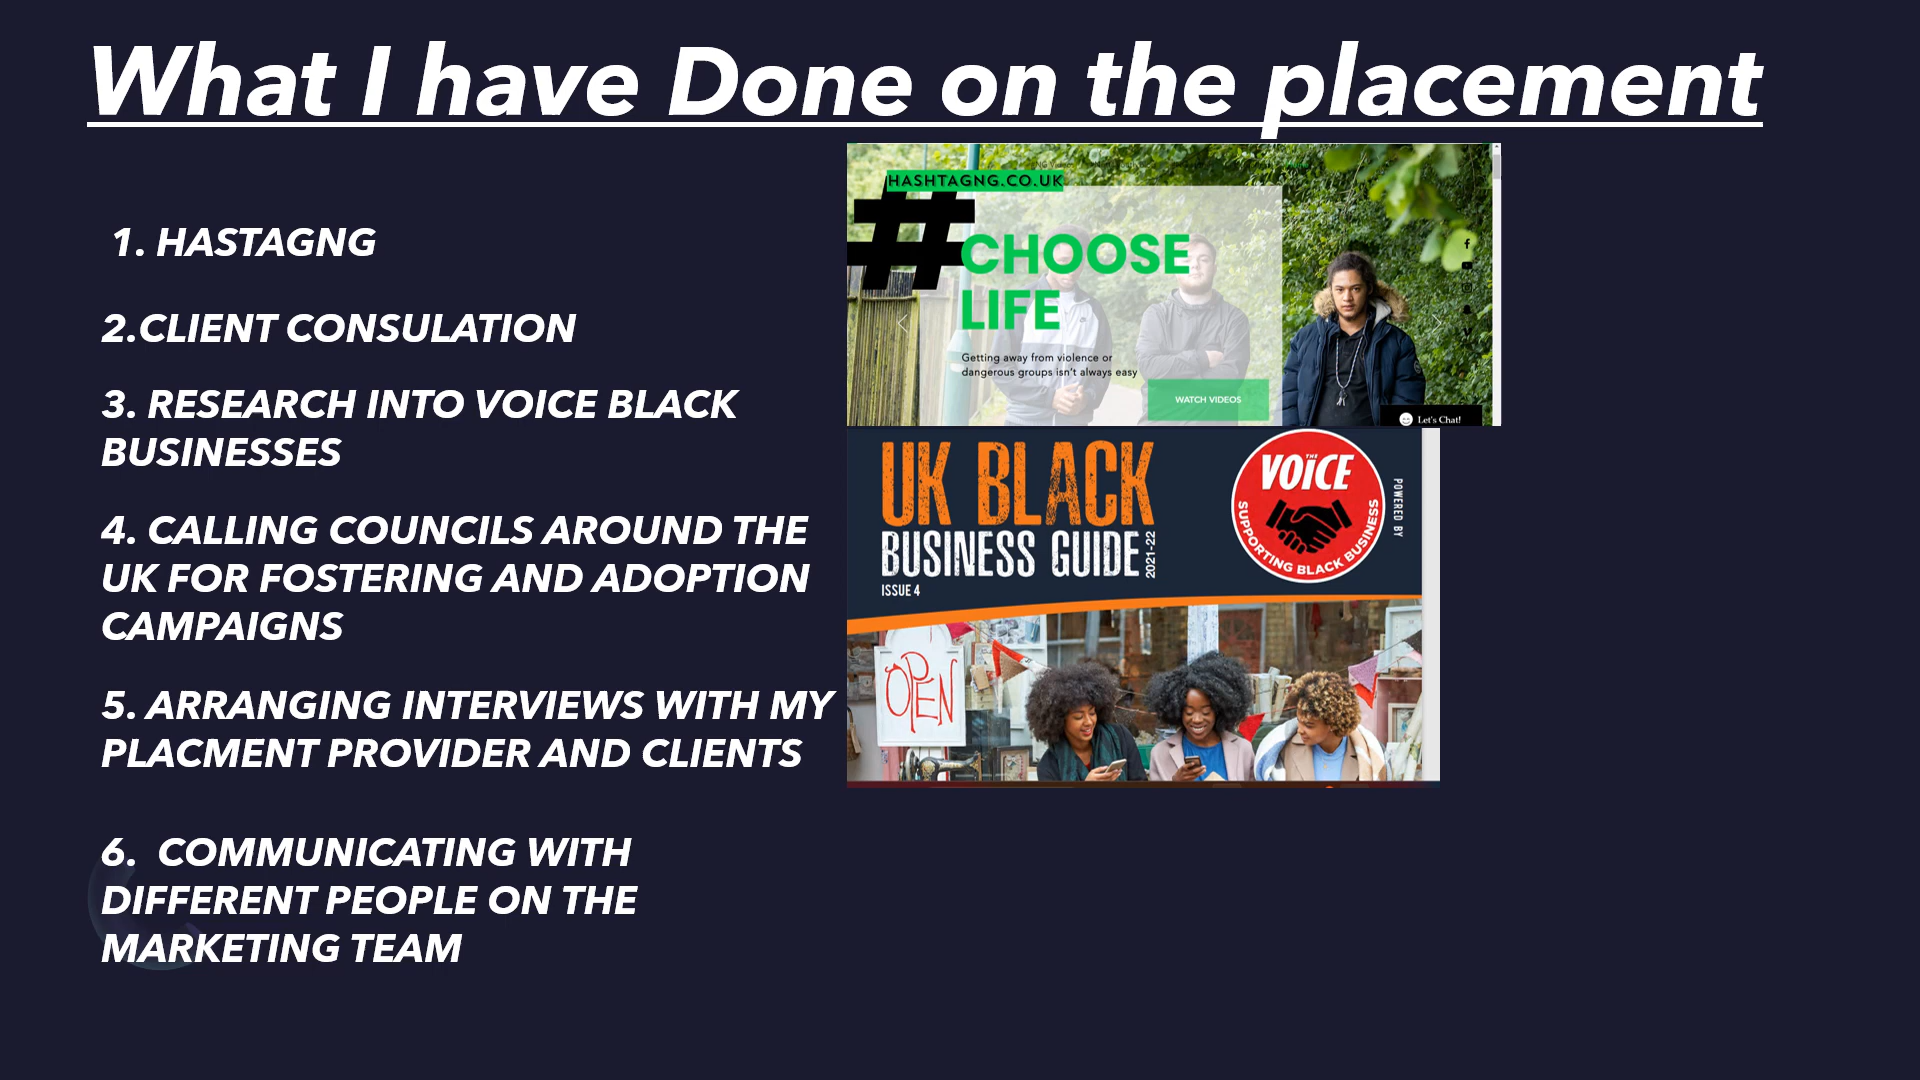 What I have Done on the placement
1. HASTAGNG
2.CLIENT CONSULATION
3. RESEARCH INTO VOICE BLACK
BUSINESSES
4. CALLING COUNCILS AROUND THE
UK FOR FOSTERING AND ADOPTION
CAMPAIGNS
5. ARRANGING INTERVIEWS WITH MY
PLACMENT PROVIDER AND CLIENTS
6. COMMUNICATING WITH
DIFFERENT PEOPLE ON THE
MARKETING TEAM
HASHTAGNG.CO.UK
#CHOOSE
LIFE
Getting away from violence or
dangerous groups isn't always easy
WATCH VIDEOS
Let's Chat!
UK BLACK
BUSINESS GUIDE
2021-22
ISSUE 4
THE
VOICE
SUPPORTING BLACK BUSINESS
POWERED BY
OPEN